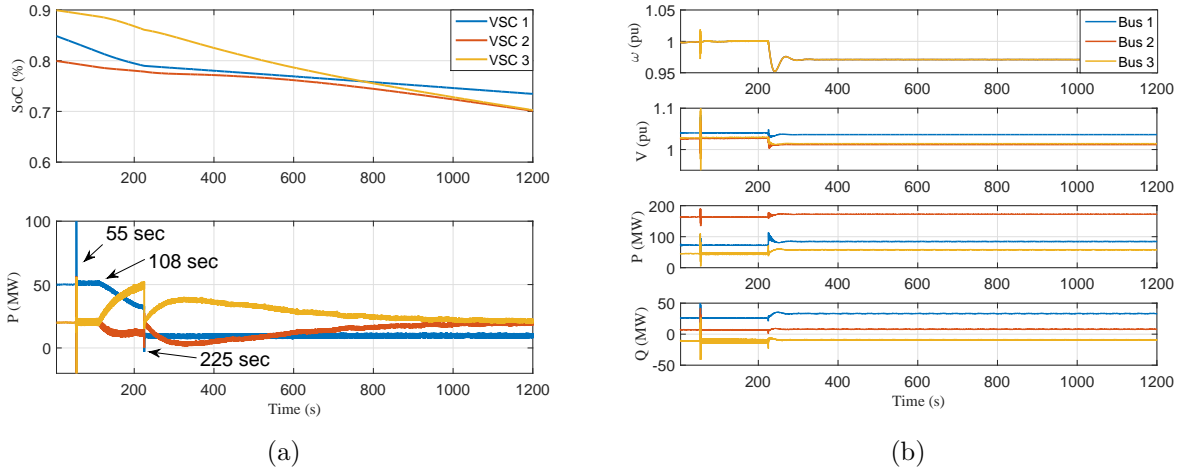 0.9
0.8
0.7
0.6
SoC (%)
VSC 1
VSC 2
VSC 3
200 400 600 800 1000 1200
100
50
0
P (MW)
55 sec
108 sec
225 sec
200 400 600 800 1000 1200
Time (s)
(a)
1.05
1
0.95
ω (pu)
Bus 1
Bus 2
Bus 3
200 400 600 800 1000 1200
1.1
1
V (pu)
200 400 600 800 1000 1200
200
100
0
P (MW)
200 400 600 800 1000 1200
50
0
-50
Q (MW)
200 400 600 800 1000 1200
Time (s)
(b)